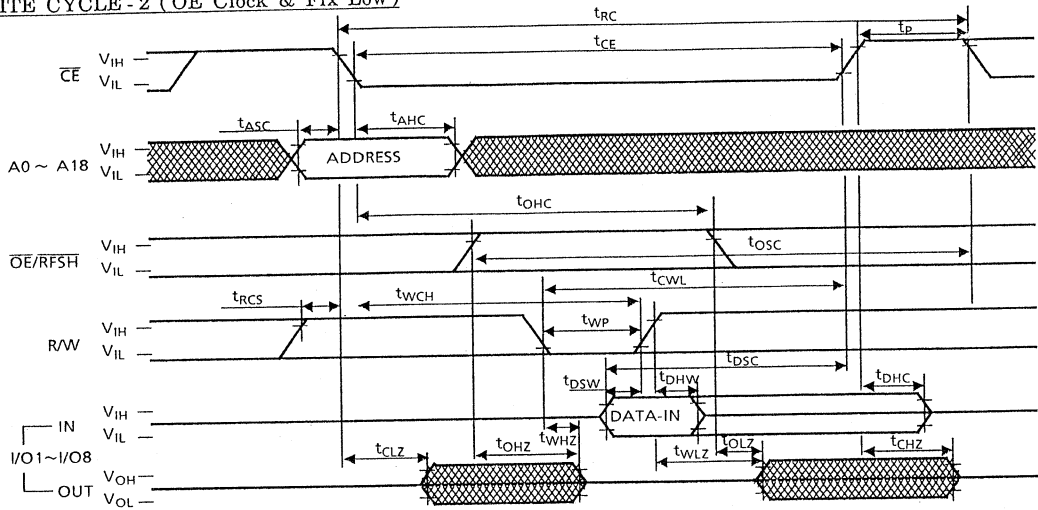 ITE CYCLE - 2 ( OE Clock & Fix Low )
tRC
tP
tCE
CE
VIH
VIL
tASC
tAHC
A0 ~ A18
VIH
VIL
ADDRESS
tOHC
OE/RFSH
VIH
VIL
tOSC
tCWL
tRCS
tWCH
R/W
VIH
VIL
tWP
tDSC
tDSW
tDHW
tDHC
IN
VIH
VIL
DATA-IN
I/O1~I/O8
tWHZ
tCLZ
tOHZ
tOLZ
tWLZ
tCHZ
OUT
VOH
VOL